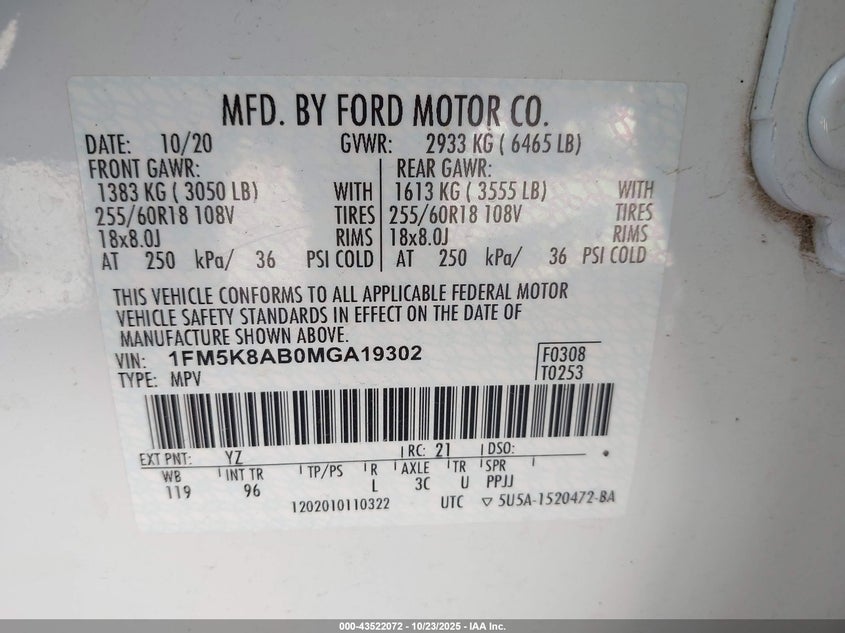 MFD. BY FORD MOTOR CO.
DATE: 10/20 GVWR: 2933 KG ( 6465 LB)
FRONT GAWR: REAR GAWR:
1383 KG ( 3050 LB) WITH 1613 KG ( 3555 LB) WITH
255/60R18 108V TIRES 255/60R18 108V TIRES
18x8.0J RIMS 18x8.0J RIMS
AT 250 kPa/ 36 PSI COLD AT 250 kPa/ 36 PSI COLD
THIS VEHICLE CONFORMS TO ALL APPLICABLE FEDERAL MOTOR
VEHICLE SAFETY STANDARDS IN EFFECT ON THE DATE OF
MANUFACTURE SHOWN ABOVE.
VIN: 1FM5K8AB0MGA19302 F0308
TYPE: MPV T0253
EXT PNT: YZ RC: 21 DSO:
WB INT TR TP/PS R AXLE TR SPR
119 96 L 3C U PPJJ
1202010110322 UTC ▽ 5U5A-1520472-BA
000-43522072 | 10/23/2025 | IAA Inc.